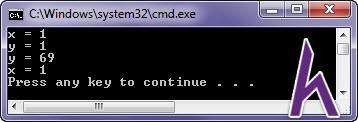 C:\Windows\system32\cmd.exe
x = 1
y = 1
y = 69
x = 1
Press any key to continue . . .